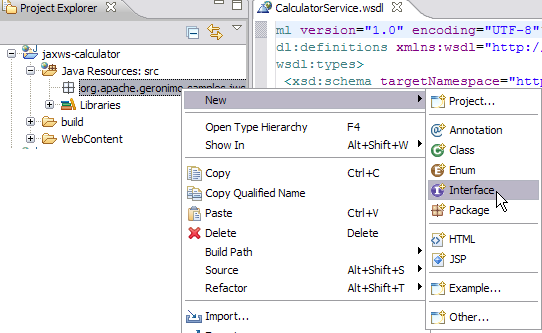 Project Explorer
CalculatorService.wsdl
jaxws-calculator
Java Resources: src
org.apache.geronimo.samples.jws
Libraries
build
WebContent
ml version="1.0" encoding="UTF-8"
dl:definitions xmlns:wsdl="http:/
wsdl:types>
<xsd:schema targetNamespace="htt
New
Open Type Hierarchy F4
Show In Alt+Shift+W
Copy Ctrl+C
Copy Qualified Name
Paste Ctrl+V
Delete Delete
Build Path
Source Alt+Shift+S
Refactor Alt+Shift+T
Import...
Project...
Annotation
Class
Enum
Interface
Package
HTML
JSP
Example...
Other...